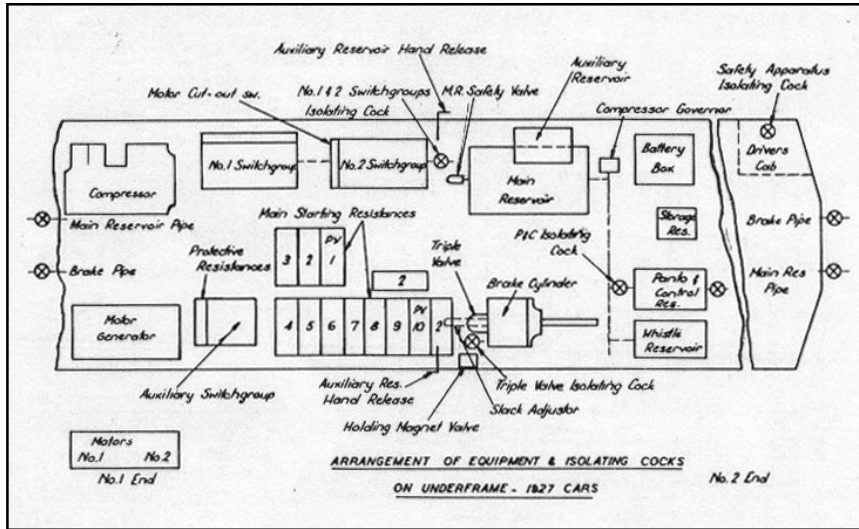 Auxiliary Reservoir Hand Release
Auxiliary
Reservoir
Safety Apparatus
Isolating Cock
Motor Cut-out sw.
No.1 & 2 Switchgroups
Isolating Cock
M.R. Safety Valve
Compressor Governor
Compressor
No.1 Switchgroup
No.2 Switchgroup
Main
Reservoir
Battery
Box
Drivers
Cab
Main Reservoir Pipe
Main Starting Resistances
Storage
Res.
Brake Pipe
Brake Pipe
Protective
Resistances
3 2 PV 1
2
Triple
Valve
Brake Cylinder
P&C Isolating
Cock
Panto &
Control
Res.
Main Res
Pipe
Motor
Generator
4 5 6 7 8 9 PV 10 2
Whistle
Reservoir
Auxiliary Switchgroup
Auxiliary Res.
Hand Release
Triple Valve Isolating Cock
Slack Adjustor
Holding Magnet Valve
Motors
No.1 No.2
No.1 End
ARRANGEMENT OF EQUIPMENT & ISOLATING COCKS
ON UNDERFRAME - 1927 CARS
No.2 End